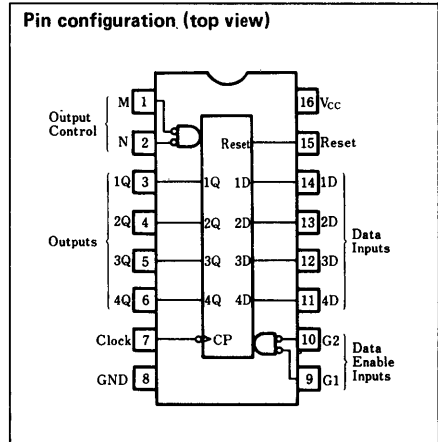 Pin configuration (top view)
M 1
16 VCC
Output
Control
N 2
Reset
15 Reset
1Q 3
1Q 1D
14 1D
2Q 4
2Q 2D
13 2D
Outputs
Data
Inputs
3Q 5
3Q 3D
12 3D
4Q 6
4Q 4D
11 4D
Clock 7
CP
10 G2
Data
Enable
Inputs
GND 8
9 G1